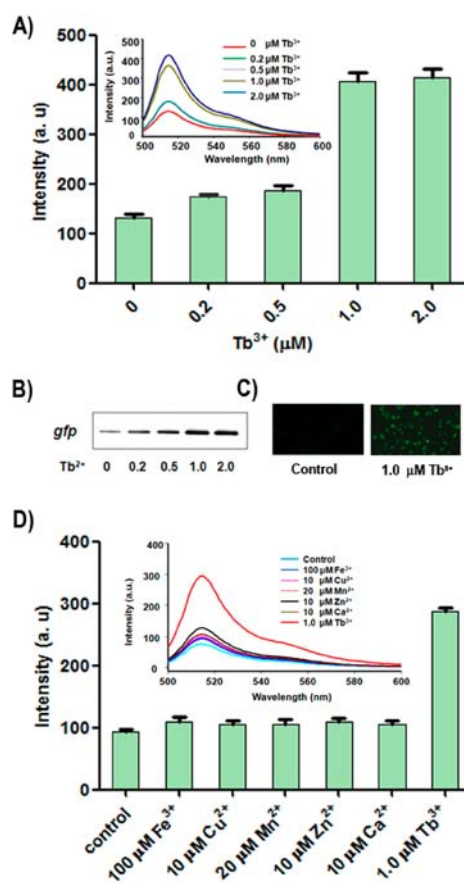 A)
Intensity (a. u)
500
400
300
200
100
0
Intensity (a.u.)
500
400
300
200
100
0
500 520 540 560 580 600
Wavelength (nm)
0 μM Tb³⁺
0.2 μM Tb³⁺
0.5 μM Tb³⁺
1.0 μM Tb³⁺
2.0 μM Tb³⁺
0 0.2 0.5 1.0 2.0
Tb³⁺ (μM)
B)
gfp
Tb²⁺ 0 0.2 0.5 1.0 2.0
C)
Control 1.0 μM Tb³⁺
D)
Intensity (a. u)
400
300
200
100
0
Intensity (a.u.)
400
300
200
100
0
500 520 540 560 580 600
Wavelength (nm)
Control
100 μM Fe³⁺
10 μM Cu²⁺
20 μM Mn²⁺
10 μM Zn²⁺
10 μM Ca²⁺
1.0 μM Tb³⁺
control
100 μM Fe³⁺
10 μM Cu²⁺
20 μM Mn²⁺
10 μM Zn²⁺
10 μM Ca²⁺
1.0 μM Tb³⁺